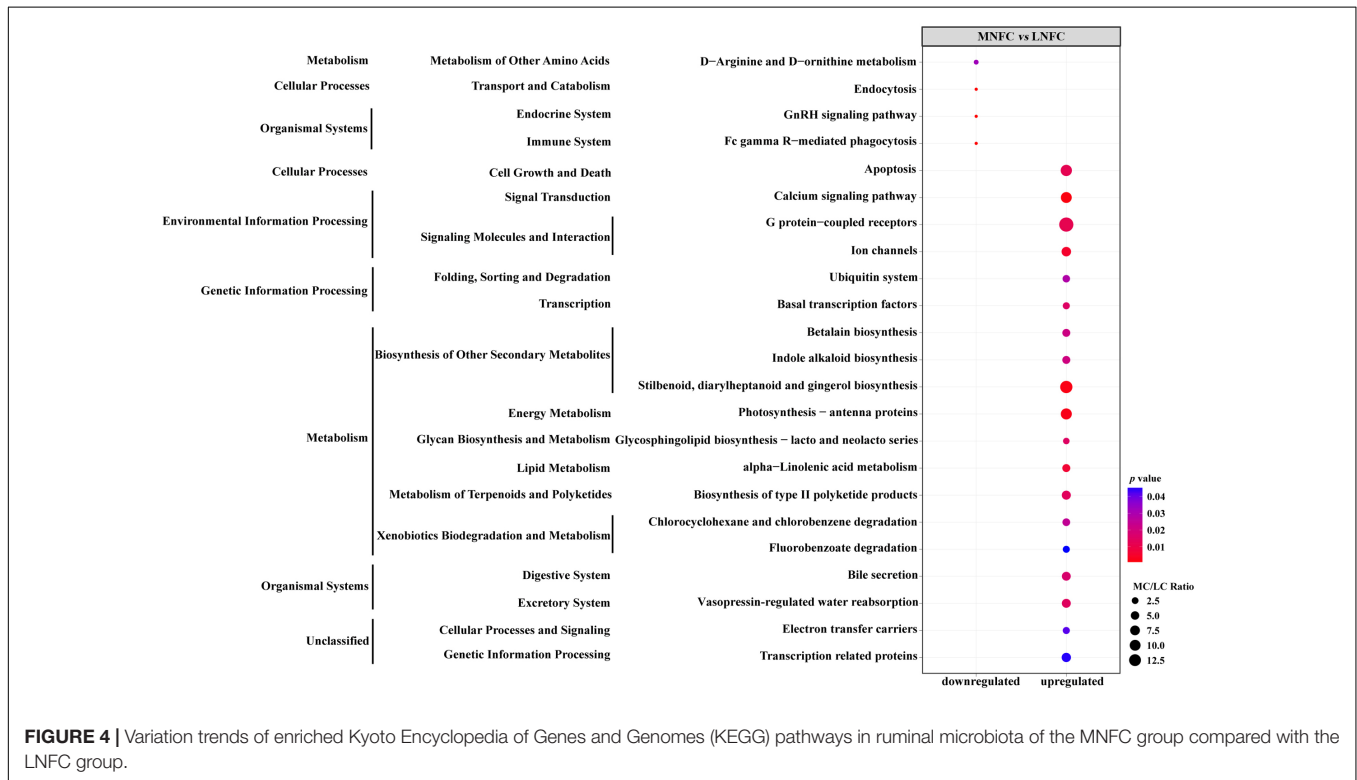 MNFC vs LNFC
Metabolism Metabolism of Other Amino Acids D−Arginine and D−ornithine metabolism
Cellular Processes Transport and Catabolism Endocytosis
Organismal Systems Endocrine System GnRH signaling pathway
Immune System Fc gamma R−mediated phagocytosis
Cellular Processes Cell Growth and Death Apoptosis
Environmental Information Processing Signal Transduction Calcium signaling pathway
Signaling Molecules and Interaction G protein−coupled receptors
Ion channels
Genetic Information Processing Folding, Sorting and Degradation Ubiquitin system
Transcription Basal transcription factors
Metabolism Biosynthesis of Other Secondary Metabolites Betalain biosynthesis
Indole alkaloid biosynthesis
Stilbenoid, diarylheptanoid and gingerol biosynthesis
Energy Metabolism Photosynthesis − antenna proteins
Glycan Biosynthesis and Metabolism Glycosphingolipid biosynthesis − lacto and neolacto series
Lipid Metabolism alpha−Linolenic acid metabolism
Metabolism of Terpenoids and Polyketides Biosynthesis of type II polyketide products
Xenobiotics Biodegradation and Metabolism Chlorocyclohexane and chlorobenzene degradation
Fluorobenzoate degradation
Organismal Systems Digestive System Bile secretion
Excretory System Vasopressin-regulated water reabsorption
Unclassified Cellular Processes and Signaling Electron transfer carriers
Genetic Information Processing Transcription related proteins
downregulated upregulated
p value
0.04
0.03
0.02
0.01
MC/LC Ratio
2.5
5.0
7.5
10.0
12.5
FIGURE 4 | Variation trends of enriched Kyoto Encyclopedia of Genes and Genomes (KEGG) pathways in ruminal microbiota of the MNFC group compared with the
LNFC group.